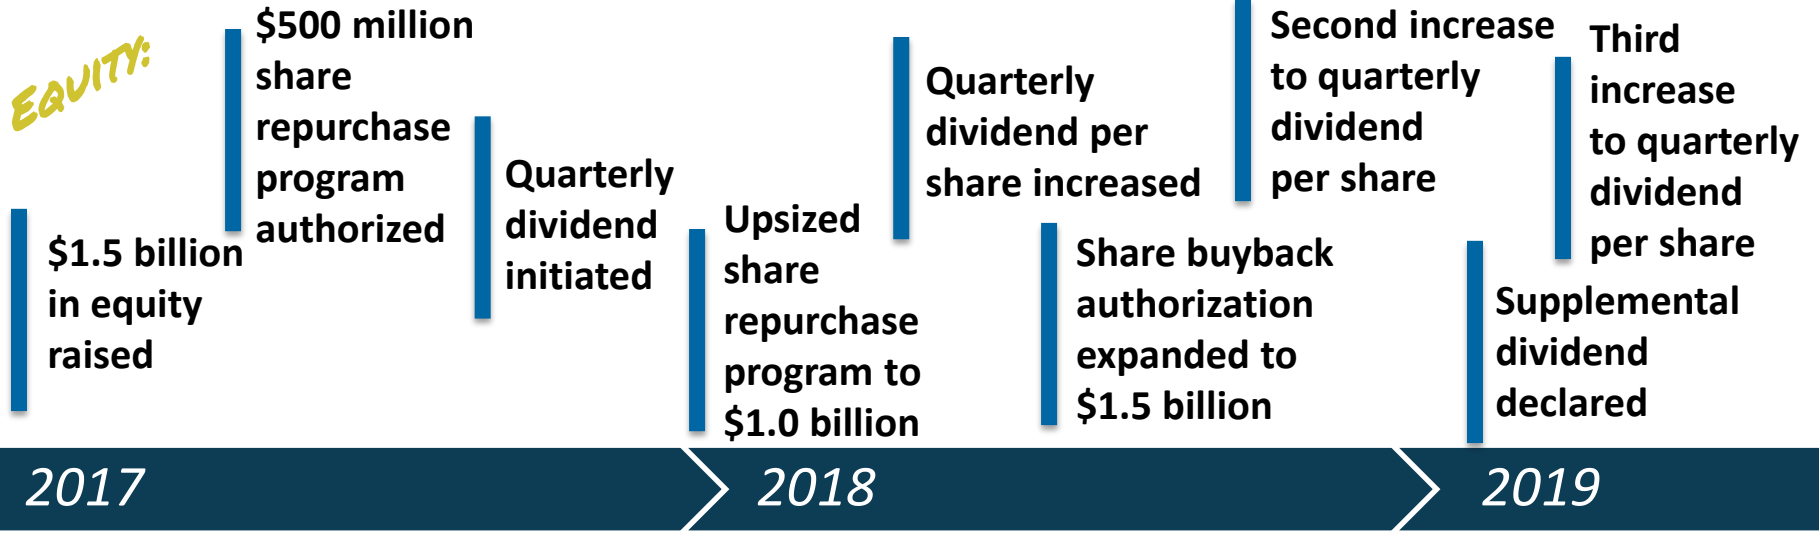 EQUITY:
$1.5 billion
in equity
raised
$500 million
share
repurchase
program
authorized
Quarterly
dividend
initiated
Upsized
share
repurchase
program to
$1.0 billion
Quarterly
dividend per
share increased
Share buyback
authorization
expanded to
$1.5 billion
Second increase
to quarterly
dividend
per share
Supplemental
dividend
declared
Third
increase
to quarterly
dividend
per share
2017
2018
2019